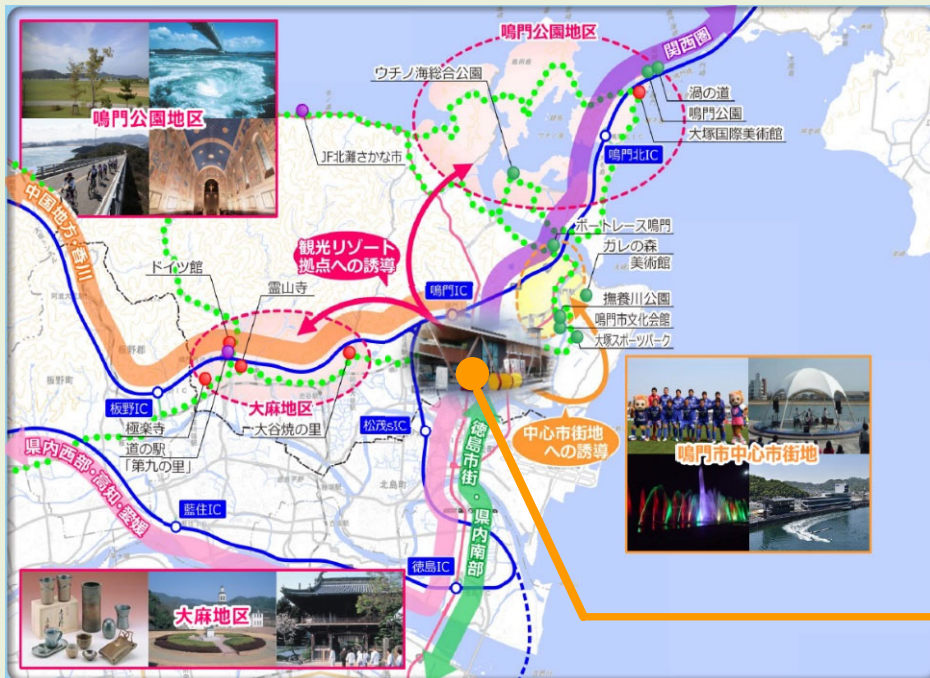 鳴門公園地区
関西圏
ウチノ海総合公園
渦の道
鳴門公園
大塚国際美術館
鳴門公園地区
JF北灘さかな市
鳴門北IC
中国地方・香川
観光リゾート
拠点への誘導
ボートレース鳴門
ガレの森
美術館
ドイツ館
霊山寺
鳴門IC
撫養川公園
鳴門市文化会館
大塚スポーツパーク
板野郡
板野町
板野IC
大麻地区
極楽寺
道の駅
「第九の里」
大谷焼の里
松茂sIC
中心市街地
への誘導
徳島市街・県内南部
鳴門市中心市街地
県内西部・高知・愛媛
北島町
藍住IC
徳島IC
大麻地区